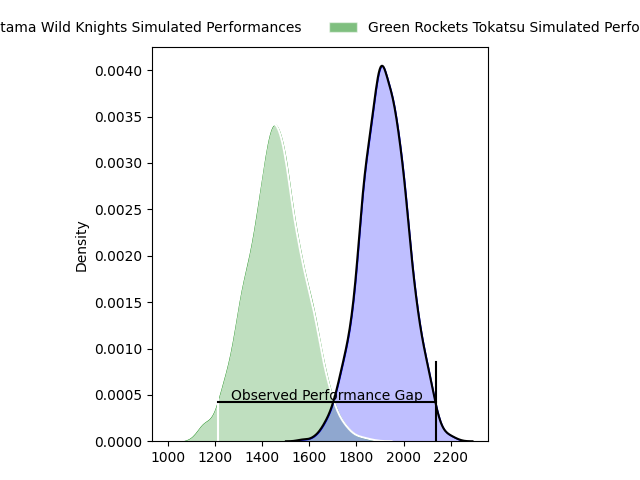 tama Wild Knights Simulated Performances
Green Rockets Tokatsu Simulated Perfo
0.0040
0.0035
0.0030
0.0025
0.0020
0.0015
0.0010
0.0005
0.0000
Density
Observed Performance Gap
1000 1200 1400 1600 1800 2000 2200